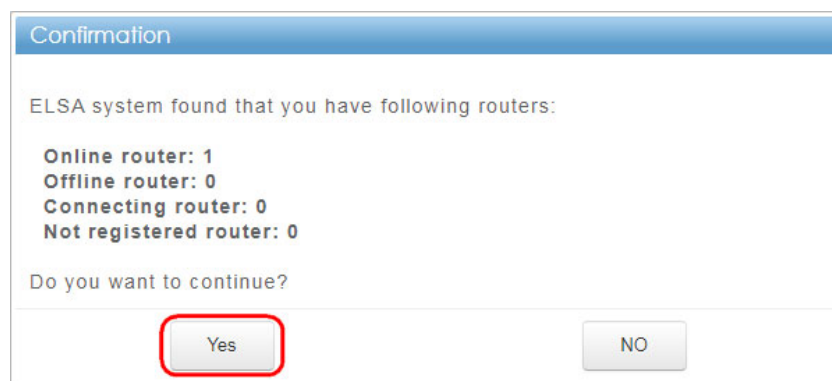 Confirmation
ELSA system found that you have following routers:
Online router: 1
Offline router: 0
Connecting router: 0
Not registered router: 0
Do you want to continue?
Yes
NO